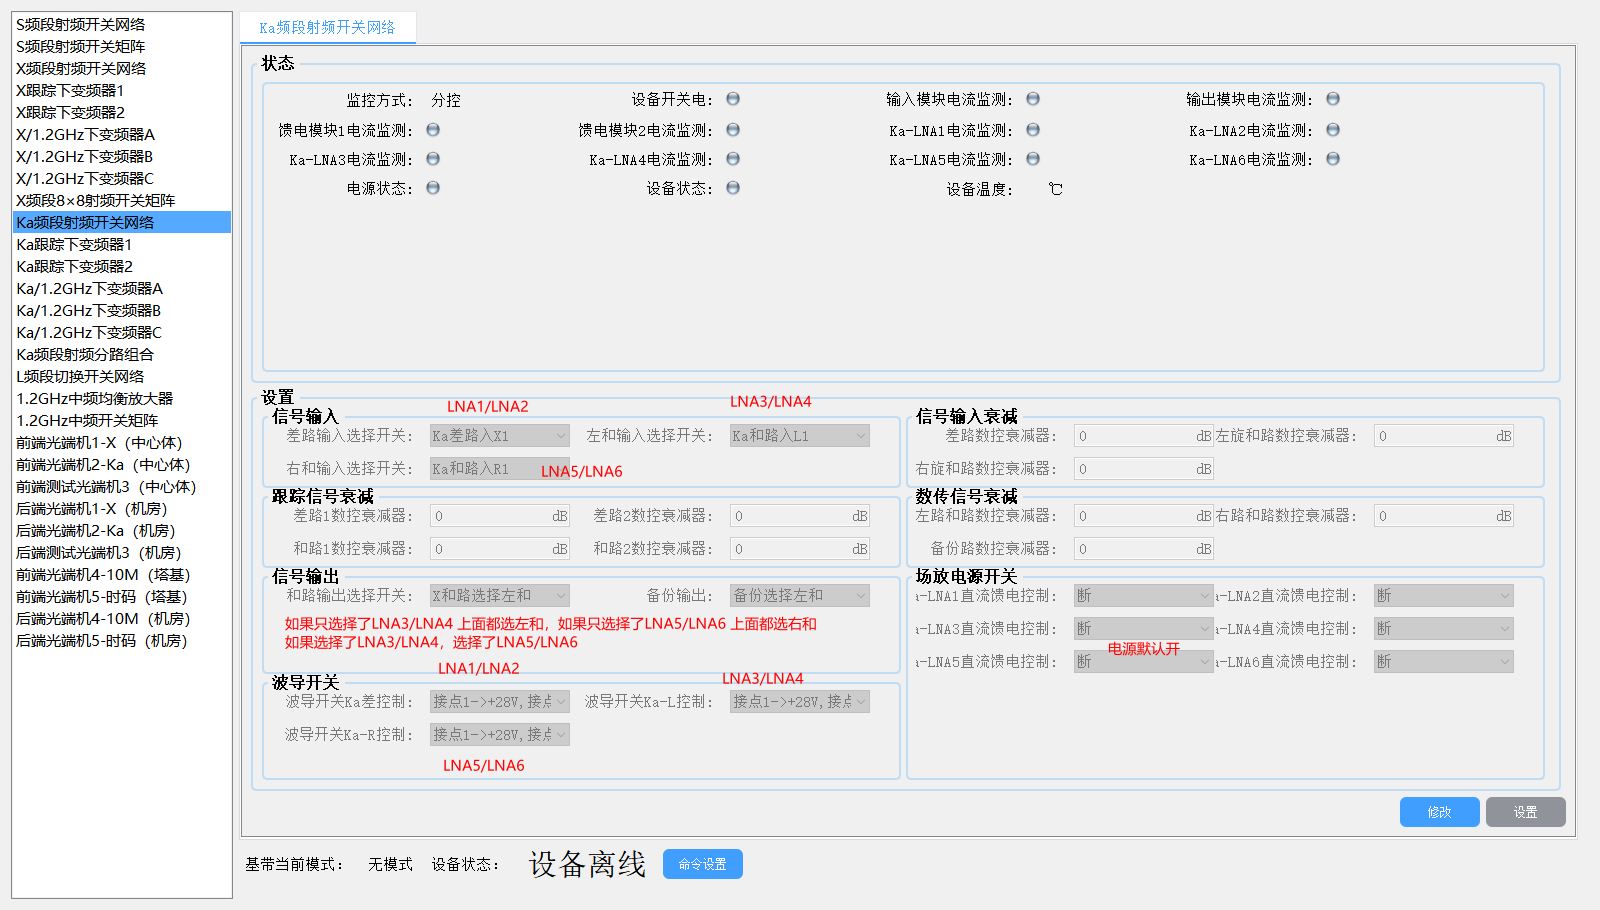 S频段射频开关网络
S频段射频开关矩阵
X频段射频开关网络
X跟踪下变频器1
X跟踪下变频器2
X/1.2GHz下变频器A
X/1.2GHz下变频器B
X/1.2GHz下变频器C
X频段8×8射频开关矩阵
Ka频段射频开关网络
Ka跟踪下变频器1
Ka跟踪下变频器2
Ka/1.2GHz下变频器A
Ka/1.2GHz下变频器B
Ka/1.2GHz下变频器C
Ka频段射频分路组合
L频段切换开关网络
1.2GHz中频均衡放大器
1.2GHz中频开关矩阵
前端光端机1-X（中心体）
前端光端机2-Ka（中心体）
前端测试光端机3（中心体）
后端光端机1-X（机房）
后端光端机2-Ka（机房）
后端测试光端机3（机房）
前端光端机4-10M（塔基）
前端光端机5-时码（塔基）
后端光端机4-10M（机房）
后端光端机5-时码（机房）
Ka频段射频开关网络
状态
监控方式： 分控 设备开关电： 输入模块电流监测： 输出模块电流监测：
馈电模块1电流监测： 馈电模块2电流监测： Ka-LNA1电流监测： Ka-LNA2电流监测：
Ka-LNA3电流监测： Ka-LNA4电流监测： Ka-LNA5电流监测： Ka-LNA6电流监测：
电源状态： 设备状态： 设备温度： ℃
设置
信号输入 LNA1/LNA2 LNA3/LNA4
差路输入选择开关： Ka差路入X1 左和输入选择开关： Ka和路入L1
右和输入选择开关： Ka和路入R1 LNA5/LNA6
信号输入衰减
差路数控衰减器： 0 dB 左旋和路数控衰减器： 0 dB
右旋和路数控衰减器： 0 dB
跟踪信号衰减
差路1数控衰减器： 0 dB 差路2数控衰减器： 0 dB
和路1数控衰减器： 0 dB 和路2数控衰减器： 0 dB
数传信号衰减
左路和路数控衰减器： 0 dB 右路和路数控衰减器： 0 dB
备份路数控衰减器： 0 dB
信号输出
和路输出选择开关： X和路选择左和 备份输出： 备份选择左和
如果只选择了LNA3/LNA4 上面都选左和，如果只选择了LNA5/LNA6 上面都选右和
如果选择了LNA3/LNA4，选择了LNA5/LNA6
场放电源开关
a-LNA1直流馈电控制： 断 a-LNA2直流馈电控制： 断
a-LNA3直流馈电控制： 断 a-LNA4直流馈电控制： 断
电源默认开
a-LNA5直流馈电控制： 断 a-LNA6直流馈电控制： 断
波导开关 LNA1/LNA2 LNA3/LNA4
波导开关Ka差控制： 接点1->+28V,接点 波导开关Ka-L控制： 接点1->+28V,接点
波导开关Ka-R控制： 接点1->+28V,接点
LNA5/LNA6
修改 设置
基带当前模式： 无模式 设备状态： 设备离线 命令设置